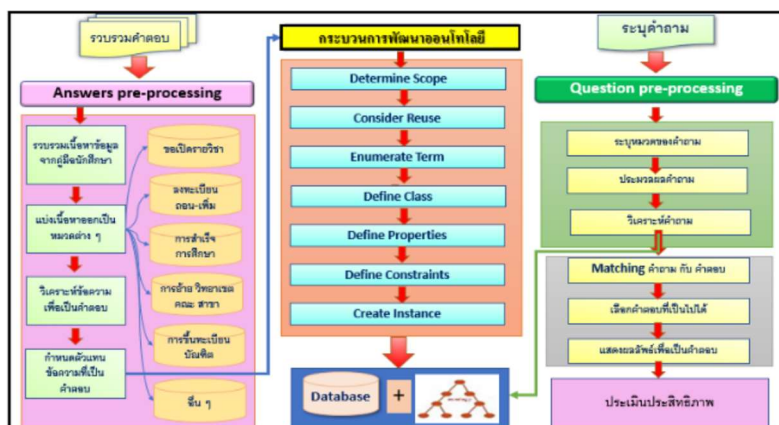 รวบรวมคำตอบ
Answers pre-processing
รวบรวมเนื้อหาข้อมูล
จากคู่มือนักศึกษา
แบ่งเนื้อหาออกเป็น
หมวดต่าง ๆ
วิเคราะห์ข้อความ
เพื่อเป็นคำตอบ
กำหนดตัวแทน
ข้อความที่เป็น
คำตอบ
ขอเปิดรายวิชา
ลงทะเบียน
ถอน-เพิ่ม
การสำเร็จ
การศึกษา
การย้าย วิทยาเขต
คณะ สาขา
การขึ้นทะเบียน
บัณฑิต
อื่น ๆ
กระบวนการพัฒนาออนโทโลยี
Determine Scope
Consider Reuse
Enumerate Term
Define Class
Define Properties
Define Constraints
Create Instance
Database
+
ระบุคำถาม
Question pre-processing
ระบุหมวดของคำถาม
ประมวลผลคำถาม
วิเคราะห์คำถาม
Matching คำถาม กับ คำตอบ
เลือกคำตอบที่เป็นไปได้
แสดงผลลัพธ์เพื่อเป็นคำตอบ
ประเมินประสิทธิภาพ